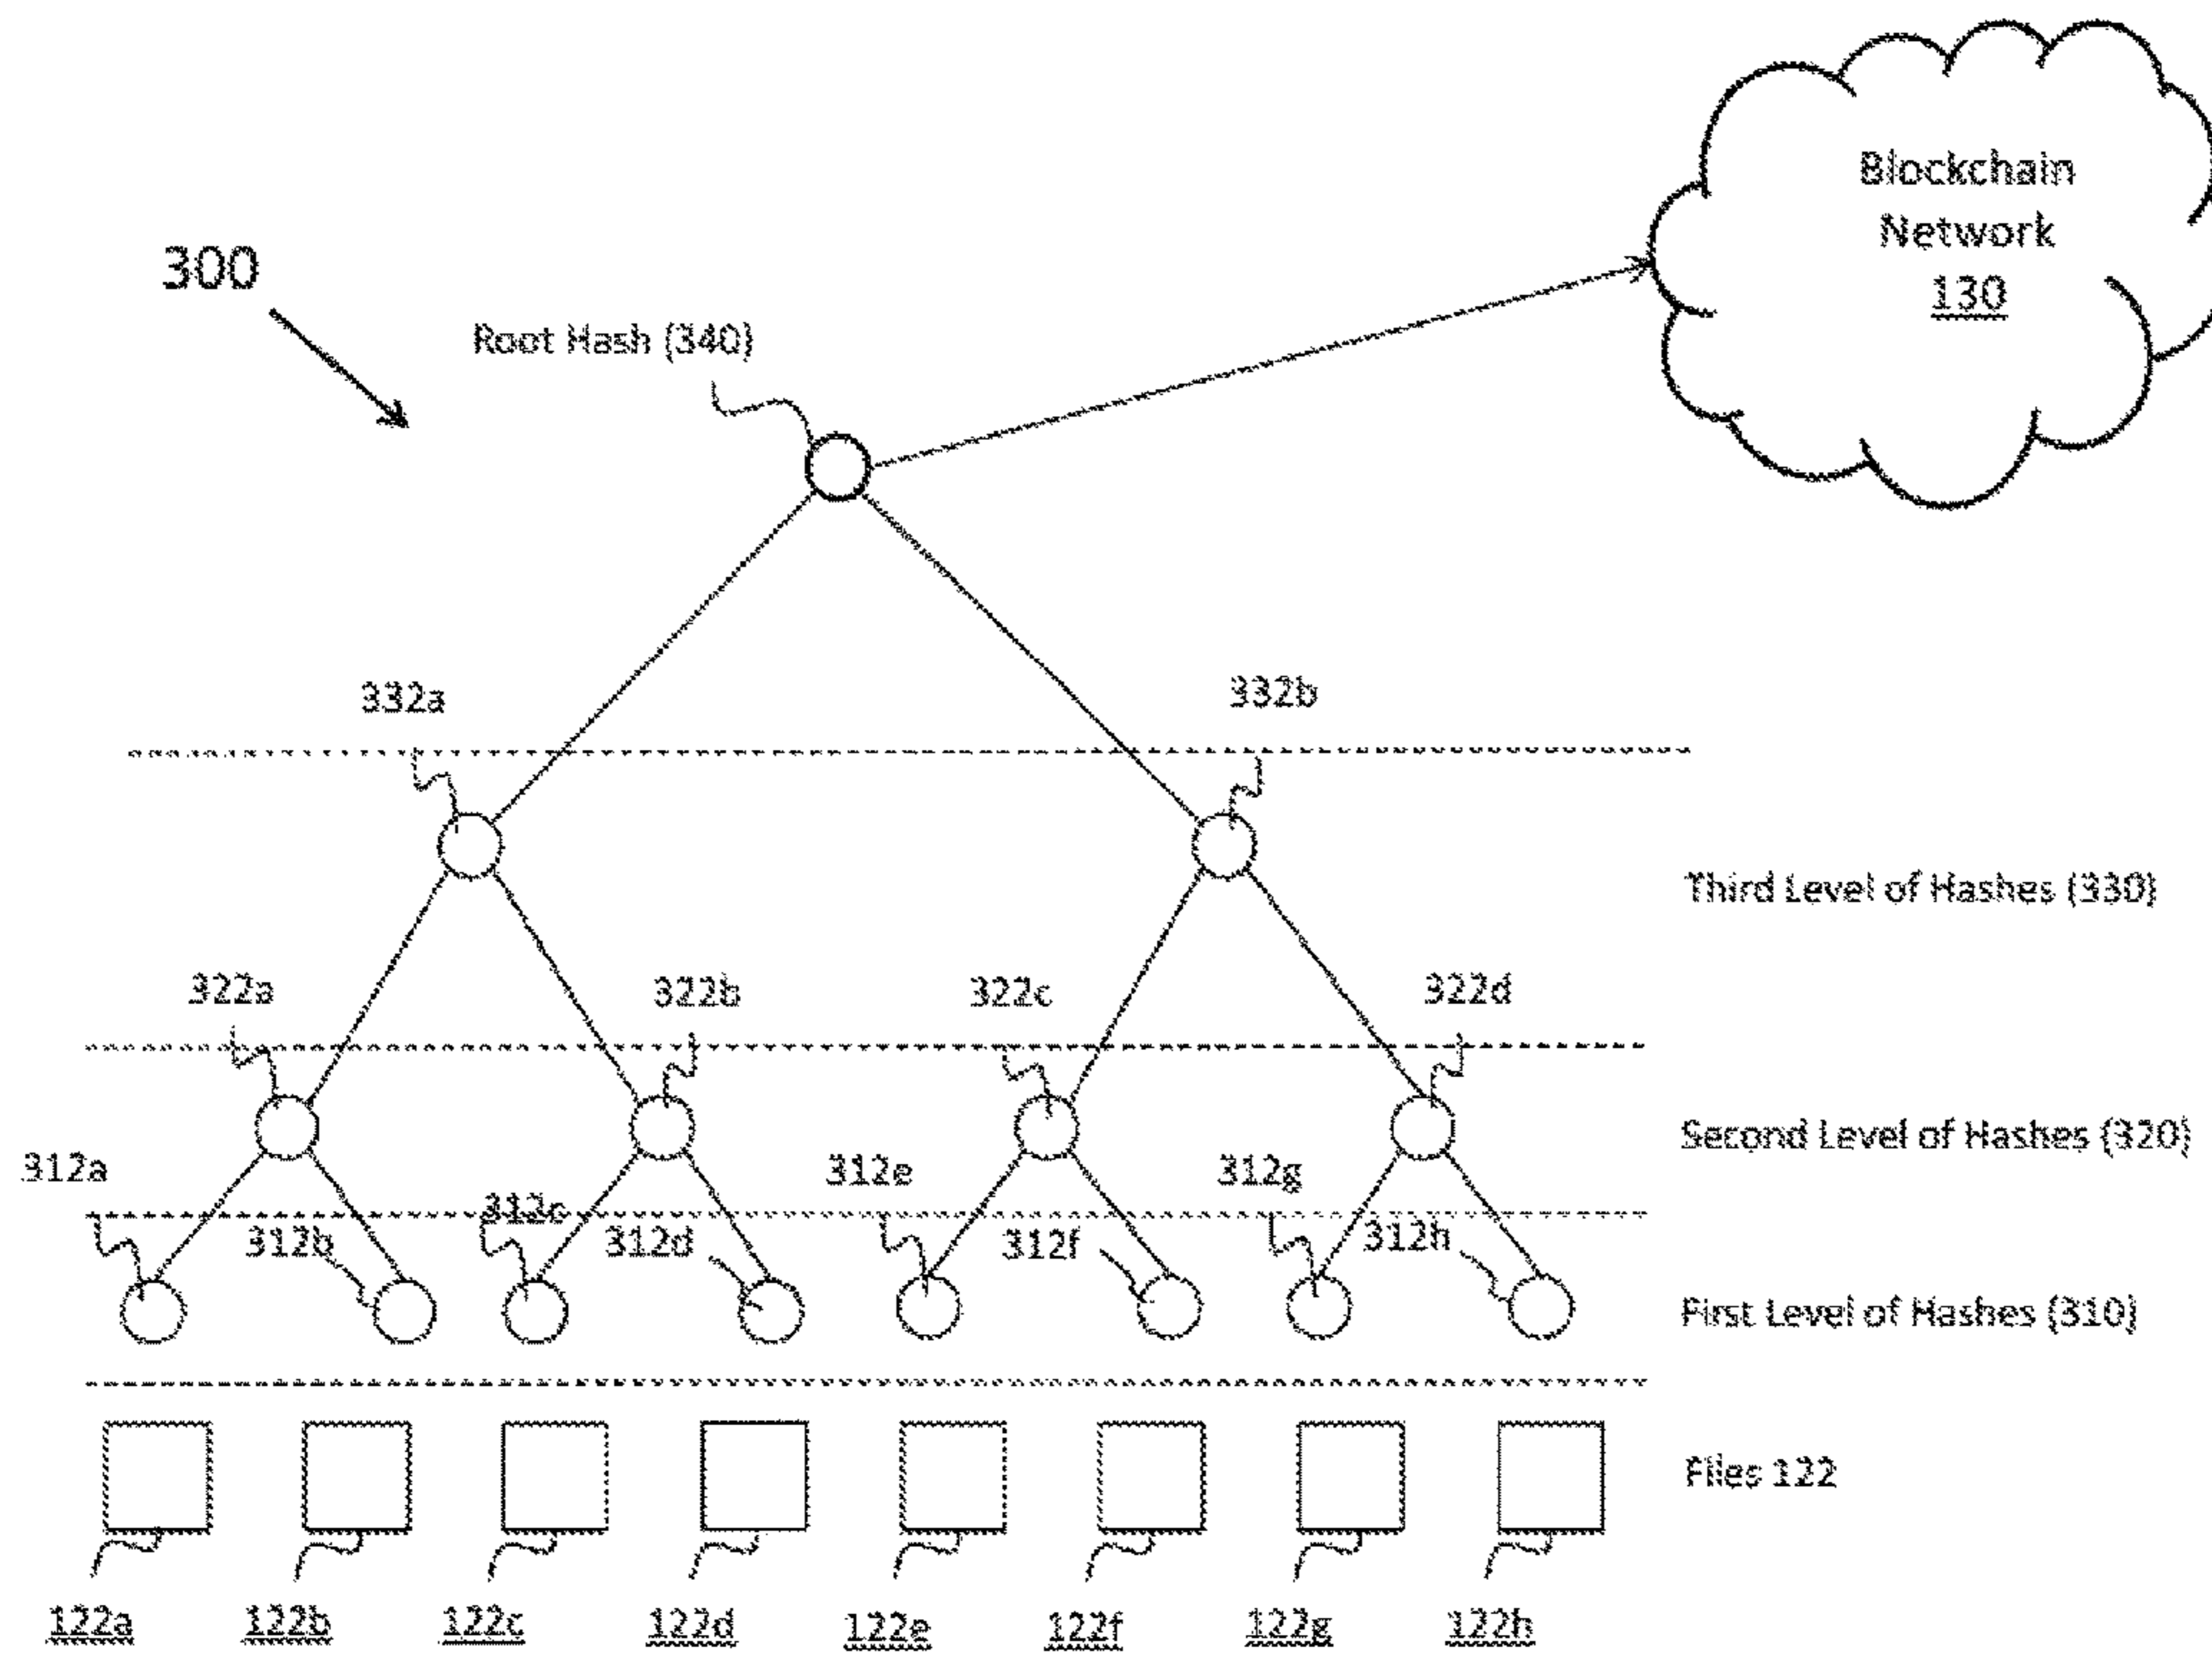 Blockchain
Network
130
300
Root Hash (340)
332a
332b
Third Level of Hashes (330)
322a
322b
322c
322d
Second Level of Hashes (320)
312a
312e
312g
312c
312b
312d
312f
312h
First Level of Hashes (310)
Files 122
122a
122b
122c
122d
122e
122f
122g
122h